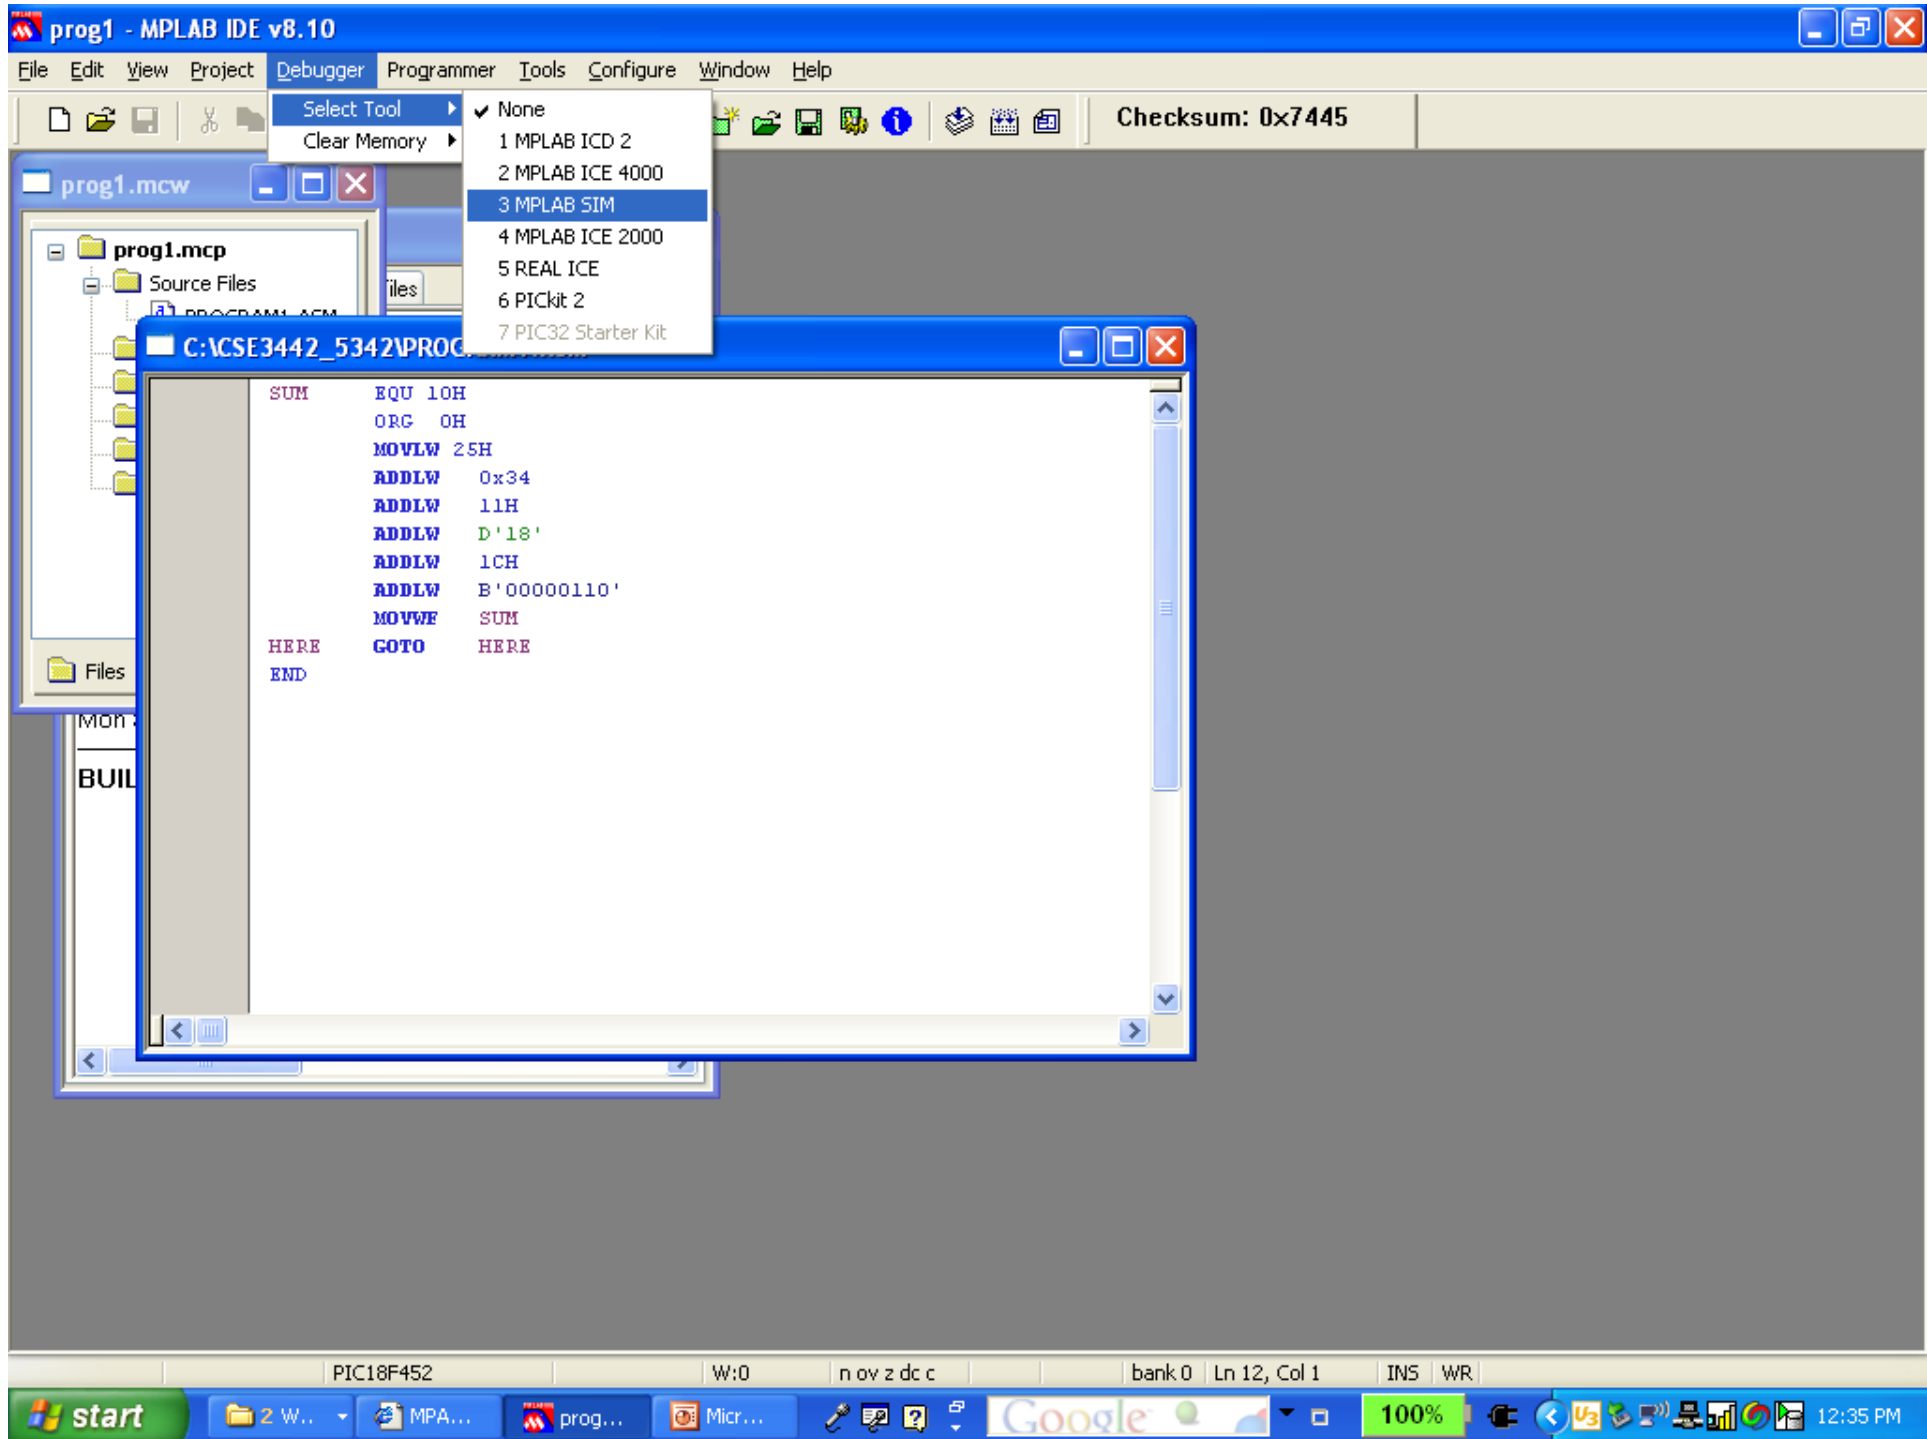 prog1 - MPLAB IDE v8.10
File Edit View Project Debugger Programmer Tools Configure Window Help
Select Tool
Clear Memory
None
1 MPLAB ICD 2
2 MPLAB ICE 4000
3 MPLAB SIM
4 MPLAB ICE 2000
5 REAL ICE
6 PICkit 2
7 PIC32 Starter Kit
Checksum: 0x7445
prog1.mcw
prog1.mcp
Source Files
Files
C:\CSE3442_5342\PROG
SUM EQU 10H
ORG 0H
MOVLW 25H
ADDLW 0x34
ADDLW 11H
ADDLW D'18'
ADDLW 1CH
ADDLW B'00000110'
MOVWF SUM
HERE GOTO HERE
END
Mon
BUIL
PIC18F452 W:0 n ov z dc c bank 0 Ln 12, Col 1 INS WR
start 2 W... MPA... prog... Micr... Google 100% 12:35 PM